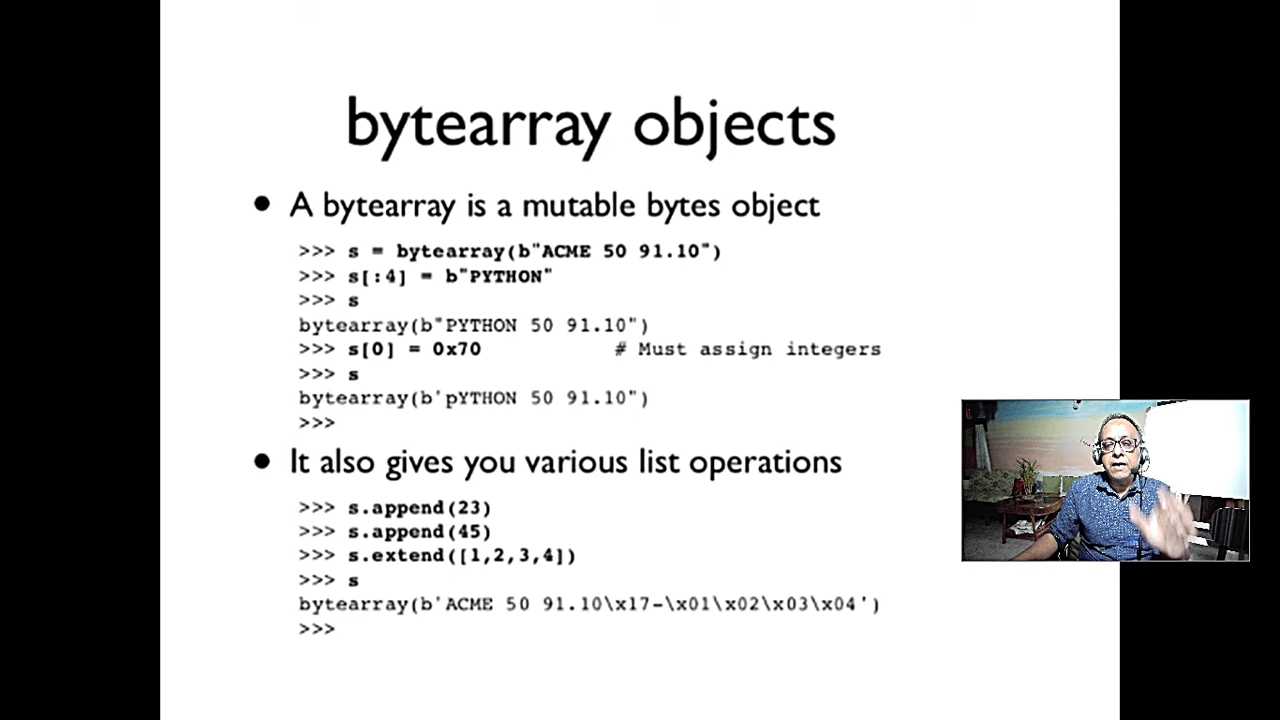 bytearray objects
• A bytearray is a mutable bytes object
>>> s = bytearray(b"ACME 50 91.10")
>>> s[:4] = b"PYTHON"
>>> s
bytearray(b"PYTHON 50 91.10")
>>> s[0] = 0x70 # Must assign integers
>>> s
bytearray(b'pYTHON 50 91.10")
>>>
• It also gives you various list operations
>>> s.append(23)
>>> s.append(45)
>>> s.extend([1,2,3,4])
>>> s
bytearray(b'ACME 50 91.10\x17-\x01\x02\x03\x04')
>>>